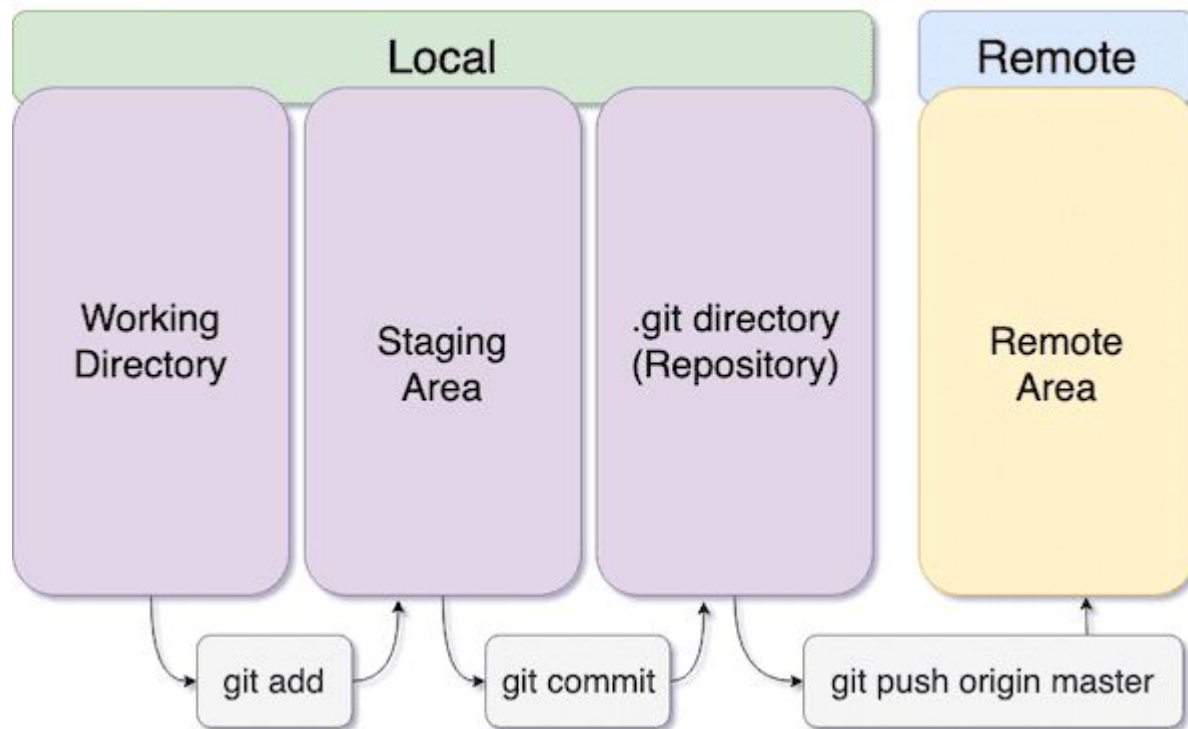 Local
Remote
Working
Directory
Staging
Area
.git directory
(Repository)
Remote
Area
git add
git commit
git push origin master